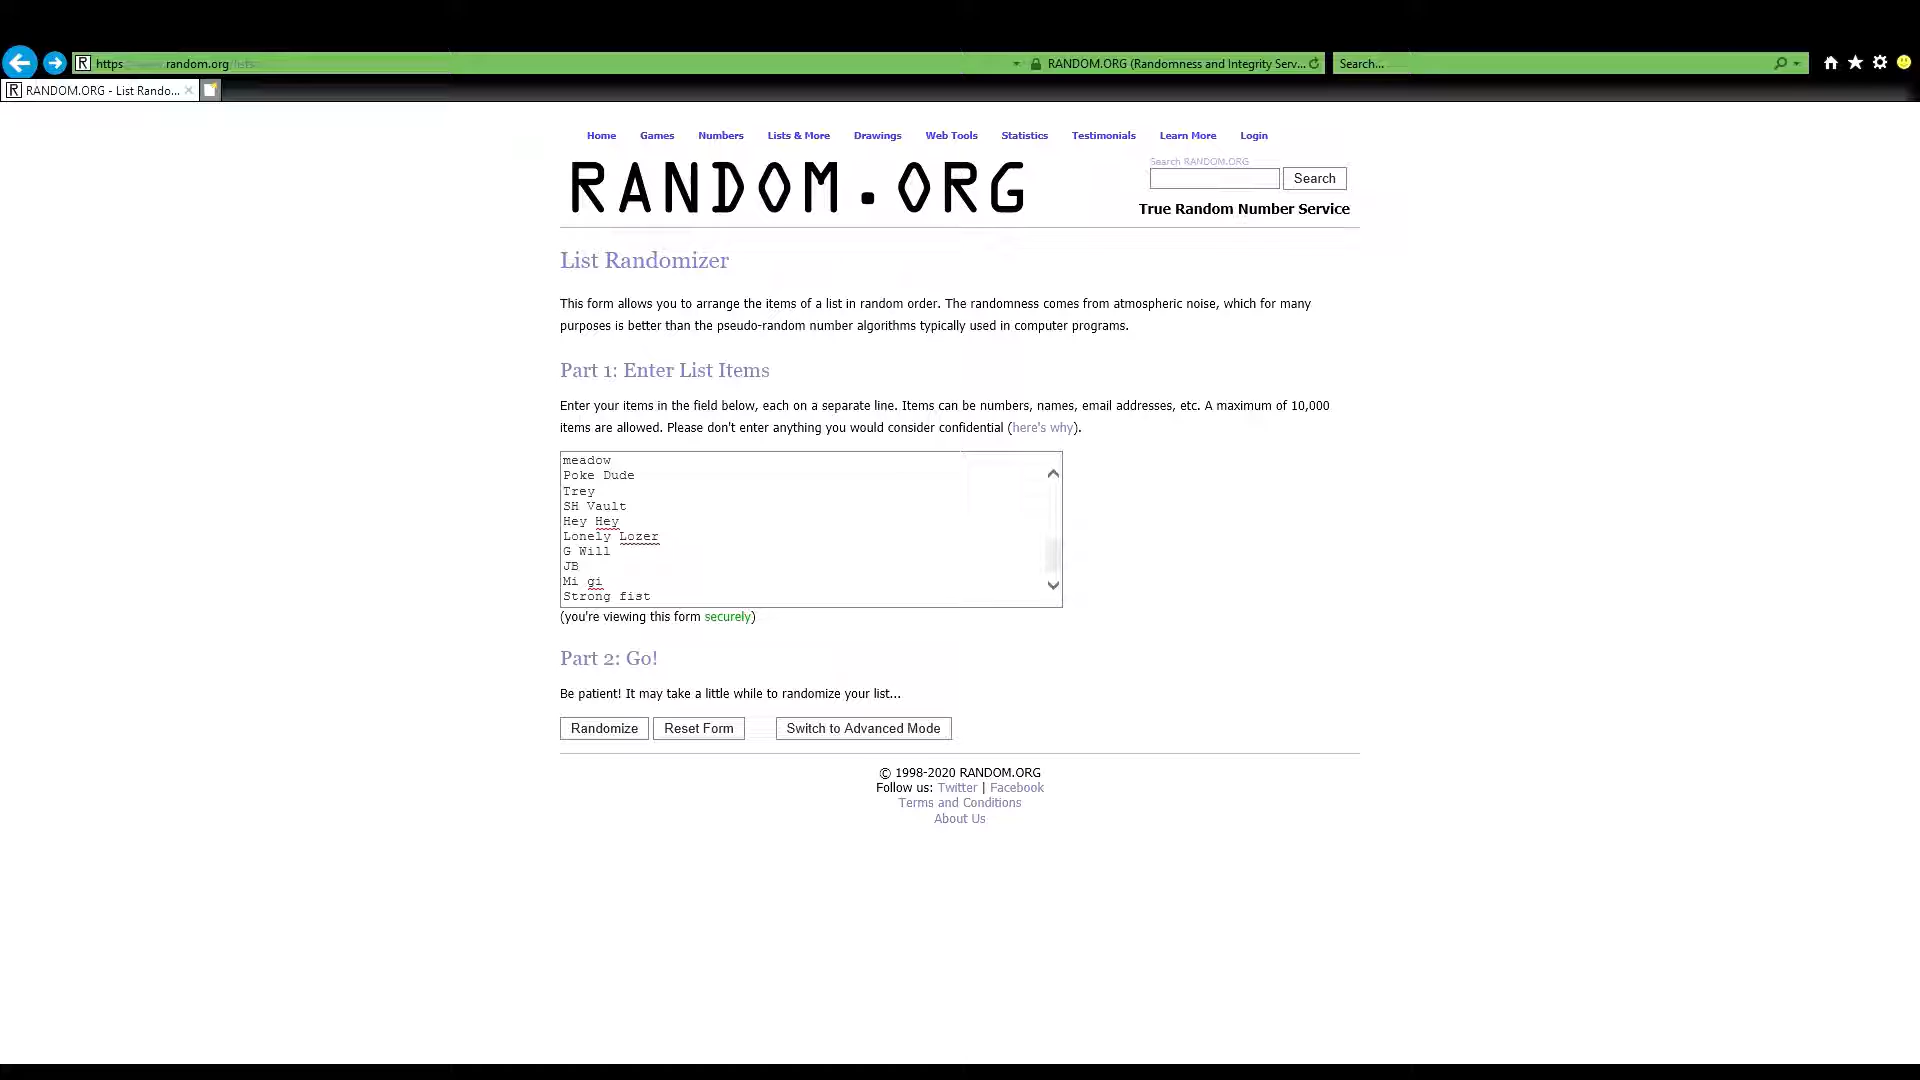 https random.org/lists
RANDOM.ORG (Randomness and Integrity Serv...
Search...
RANDOM.ORG - List Rando...
Home Games Numbers Lists & More Drawings Web Tools Statistics Testimonials Learn More Login
RANDOM.ORG
Search RANDOM.ORG
Search
True Random Number Service
List Randomizer
This form allows you to arrange the items of a list in random order. The randomness comes from atmospheric noise, which for many
purposes is better than the pseudo-random number algorithms typically used in computer programs.
Part 1: Enter List Items
Enter your items in the field below, each on a separate line. Items can be numbers, names, email addresses, etc. A maximum of 10,000
items are allowed. Please don't enter anything you would consider confidential (here's why).
meadow
Poke Dude
Trey
SH Vault
Hey Hey
Lonely Lozer
G Will
JB
Mi gi
Strong fist
(you're viewing this form securely)
Part 2: Go!
Be patient! It may take a little while to randomize your list...
Randomize Reset Form Switch to Advanced Mode
© 1998-2020 RANDOM.ORG
Follow us: Twitter | Facebook
Terms and Conditions
About Us